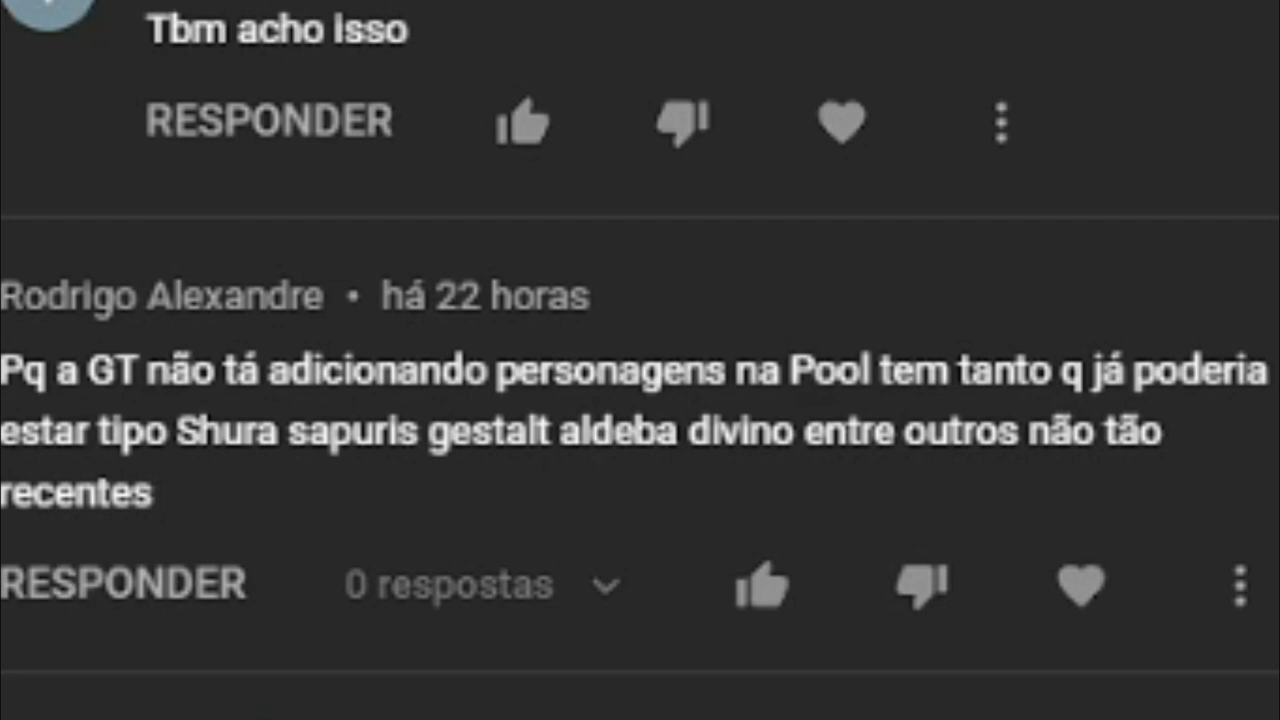 Tbm acho isso
RESPONDER
Rodrigo Alexandre • há 22 horas
Pq a GT não tá adicionando personagens na Pool tem tanto q já poderia
estar tipo Shura sapuris gestalt aldeba divino entre outros não tão
recentes
RESPONDER 0 respostas